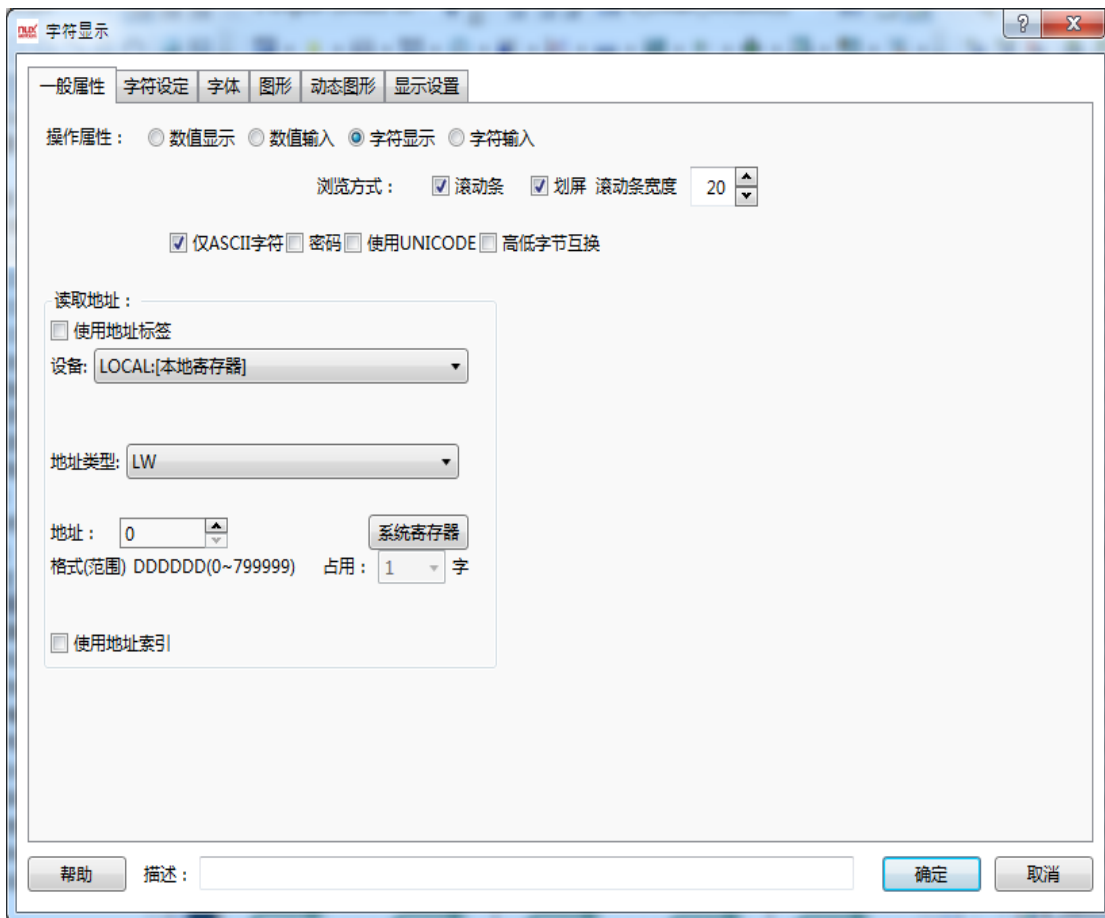 nux 字符显示
一般属性 字符设定 字体 图形 动态图形 显示设置
操作属性： 数值显示 数值输入 字符显示 字符输入
浏览方式： 滚动条 划屏 滚动条宽度 20
仅ASCII字符 密码 使用UNICODE 高低字节互换
读取地址：
使用地址标签
设备: LOCAL:[本地寄存器]
地址类型: LW
地址： 0 系统寄存器
格式(范围) DDDDDD(0~799999) 占用： 1 字
使用地址索引
帮助 描述： 确定 取消